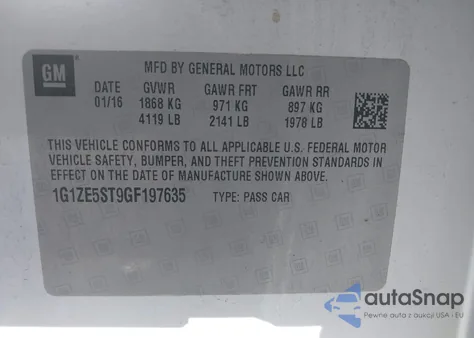 GM
MFD BY GENERAL MOTORS LLC
DATE GVWR GAWR FRT GAWR RR
01/16 1868 KG 971 KG 897 KG
4119 LB 2141 LB 1978 LB
THIS VEHICLE CONFORMS TO ALL APPLICABLE U.S. FEDERAL MOTOR
VEHICLE SAFETY, BUMPER, AND THEFT PREVENTION STANDARDS
IN EFFECT ON THE DATE OF MANUFACTURE SHOWN ABOVE.
1G1ZE5ST9GF197635 TYPE: PASS CAR
autoSnap
Pewne auta z aukcji USA i EU